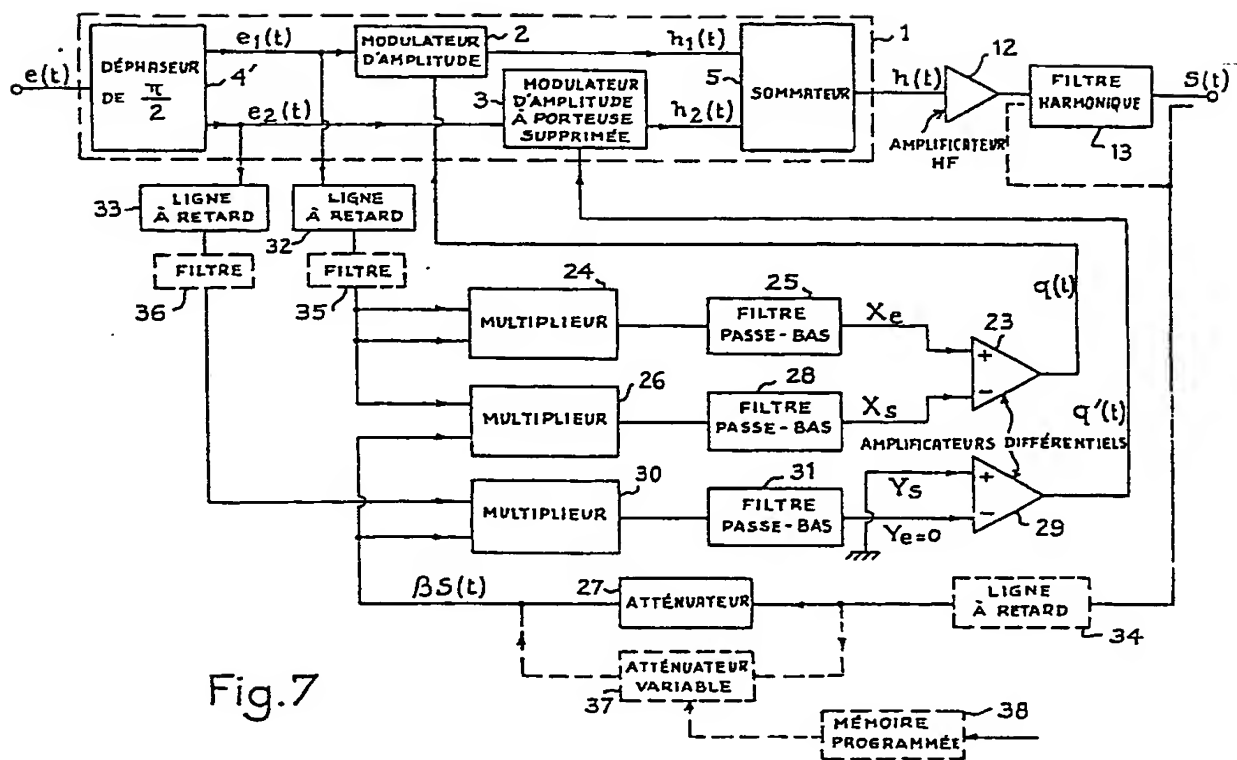 e(t)
DÉPHASEUR
DE π/2
4'
e₁(t)
e₂(t)
MODULATEUR
D'AMPLITUDE
2
3
MODULATEUR
D'AMPLITUDE
À PORTEUSE
SUPPRIMÉE
h₁(t)
h₂(t)
5
SOMMATEUR
1
h(t)
12
AMPLIFICATEUR
HF
FILTRE
HARMONIQUE
13
S(t)
33
LIGNE
À RETARD
LIGNE
À RETARD
32
FILTRE
36
FILTRE
35
24
MULTIPLIEUR
25
FILTRE
PASSE-BAS
Xe
23
+
−
q(t)
26
MULTIPLIEUR
28
FILTRE
PASSE-BAS
Xs
q'(t)
AMPLIFICATEURS DIFFÉRENTIELS
30
MULTIPLIEUR
31
FILTRE
PASSE-BAS
Ys
Ye=0
+
−
29
βS(t)
27
ATTÉNUATEUR
LIGNE
À RETARD
34
ATTÉNUATEUR
VARIABLE
37
MÉMOIRE
PROGRAMMÉE
38
Fig.7